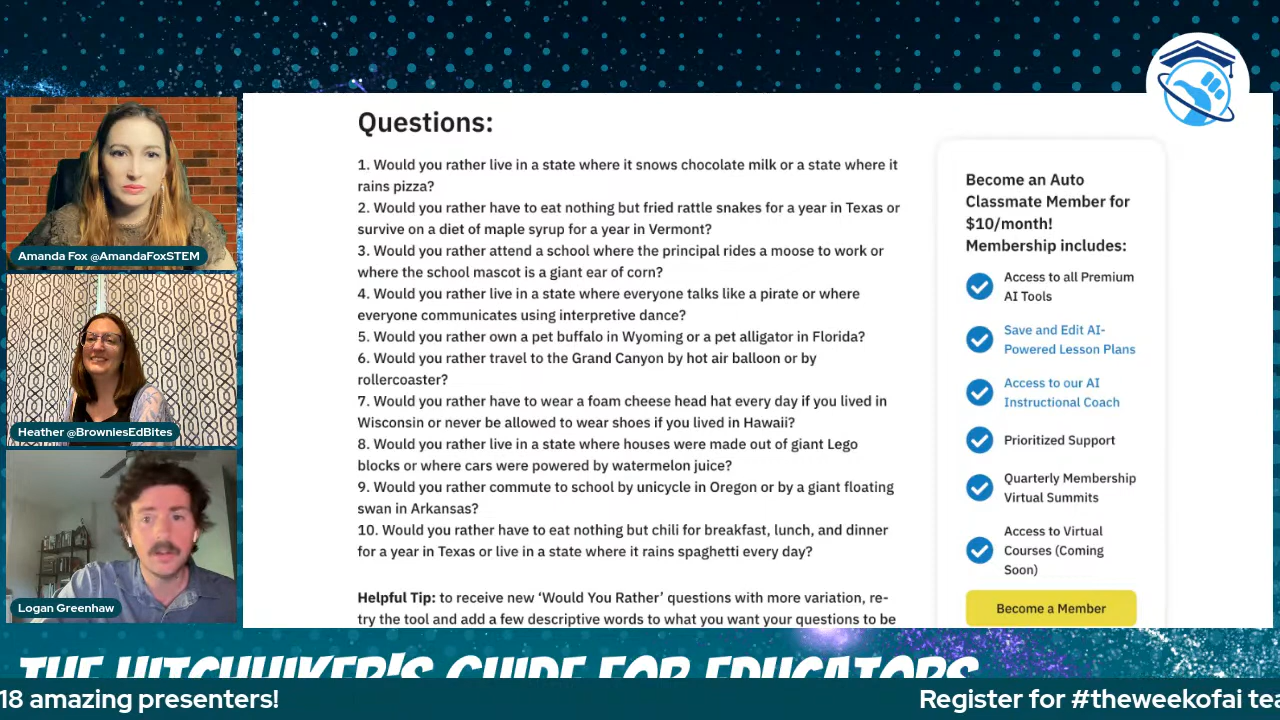 Amanda Fox @AmandaFoxSTEM
Heather @BrowniesEdBites
Logan Greenhaw
Questions:
1. Would you rather live in a state where it snows chocolate milk or a state where it
rains pizza?
2. Would you rather have to eat nothing but fried rattle snakes for a year in Texas or
survive on a diet of maple syrup for a year in Vermont?
3. Would you rather attend a school where the principal rides a moose to work or
where the school mascot is a giant ear of corn?
4. Would you rather live in a state where everyone talks like a pirate or where
everyone communicates using interpretive dance?
5. Would you rather own a pet buffalo in Wyoming or a pet alligator in Florida?
6. Would you rather travel to the Grand Canyon by hot air balloon or by
rollercoaster?
7. Would you rather have to wear a foam cheese head hat every day if you lived in
Wisconsin or never be allowed to wear shoes if you lived in Hawaii?
8. Would you rather live in a state where houses were made out of giant Lego
blocks or where cars were powered by watermelon juice?
9. Would you rather commute to school by unicycle in Oregon or by a giant floating
swan in Arkansas?
10. Would you rather have to eat nothing but chili for breakfast, lunch, and dinner
for a year in Texas or live in a state where it rains spaghetti every day?
Helpful Tip: to receive new ‘Would You Rather’ questions with more variation, re-
try the tool and add a few descriptive words to what you want your questions to be
Become an Auto
Classmate Member for
$10/month!
Membership includes:
Access to all Premium
AI Tools
Save and Edit AI-
Powered Lesson Plans
Access to our AI
Instructional Coach
Prioritized Support
Quarterly Membership
Virtual Summits
Access to Virtual
Courses (Coming
Soon)
Become a Member
THE HITCHHIKER'S GUIDE FOR EDUCATORS
18 amazing presenters!
Register for #theweekofai tea